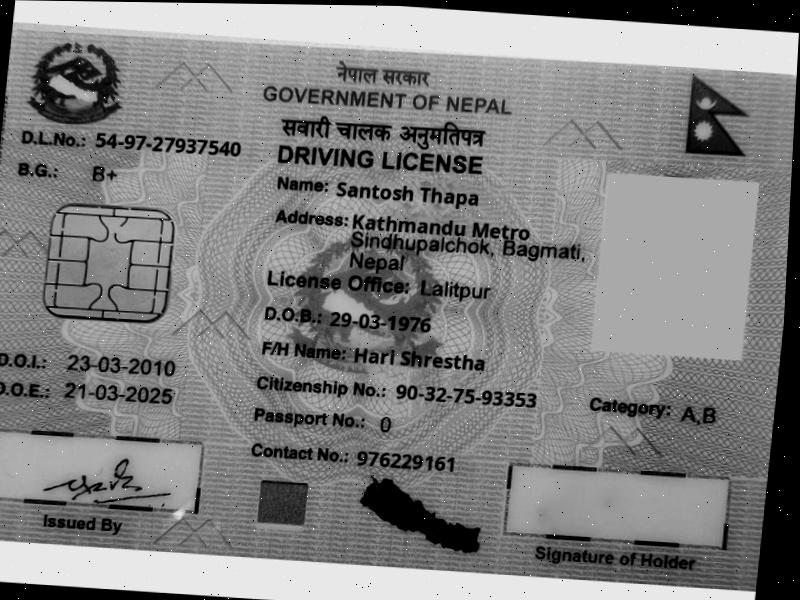 नेपाल सरकार
GOVERNMENT OF NEPAL
सवारी चालक अनुमतिपत्र
DRIVING LICENSE
D.L.No.: 54-97-27937540
B.G.: B+
Name: Santosh Thapa
Address: Kathmandu Metro
Sindhupalchok, Bagmati,
Nepal
License Office: Lalitpur
D.O.B.: 29-03-1976
F/H Name: Hari Shrestha
Citizenship No.: 90-32-75-93353
Passport No.: 0
Contact No.: 976229161
D.O.I.: 23-03-2010
D.O.E.: 21-03-2025
Category: A,B
Issued By
Signature of Holder